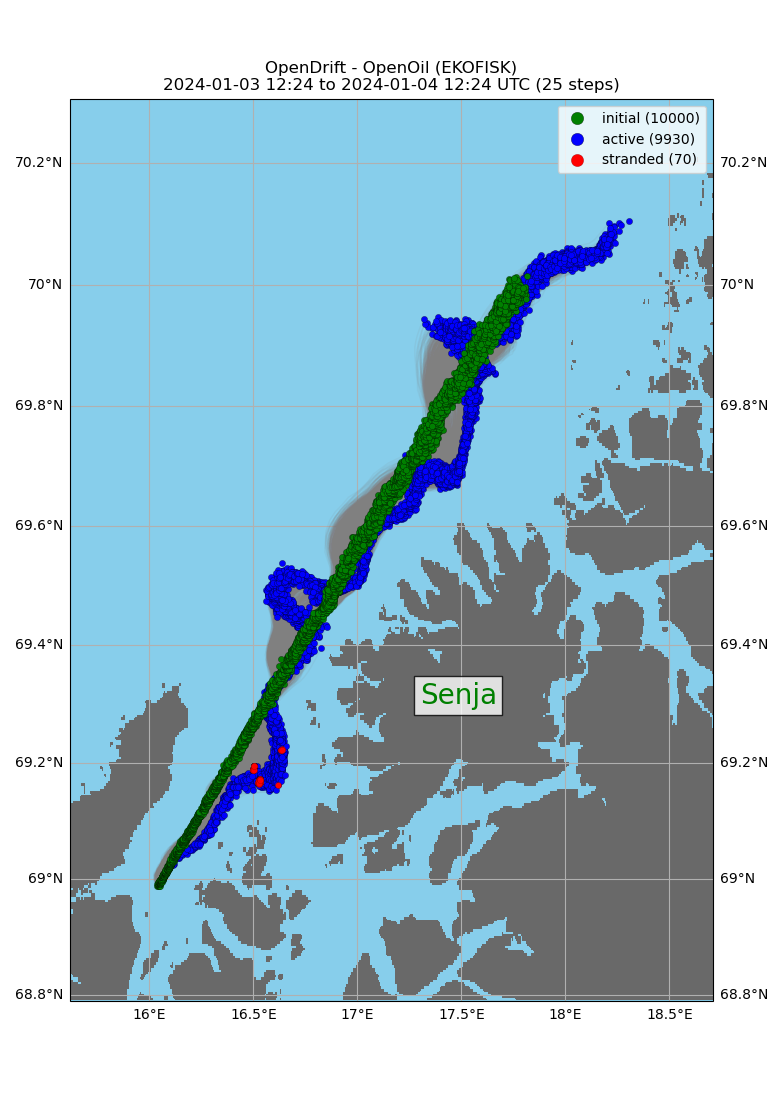 OpenDrift - OpenOil (EKOFISK)
2024-01-03 12:24 to 2024-01-04 12:24 UTC (25 steps)
initial (10000)
active (9930)
stranded (70)
70.2°N 70.2°N
70°N 70°N
69.8°N 69.8°N
69.6°N 69.6°N
69.4°N 69.4°N
Senja
69.2°N 69.2°N
69°N 69°N
68.8°N 68.8°N
16°E 16.5°E 17°E 17.5°E 18°E 18.5°E